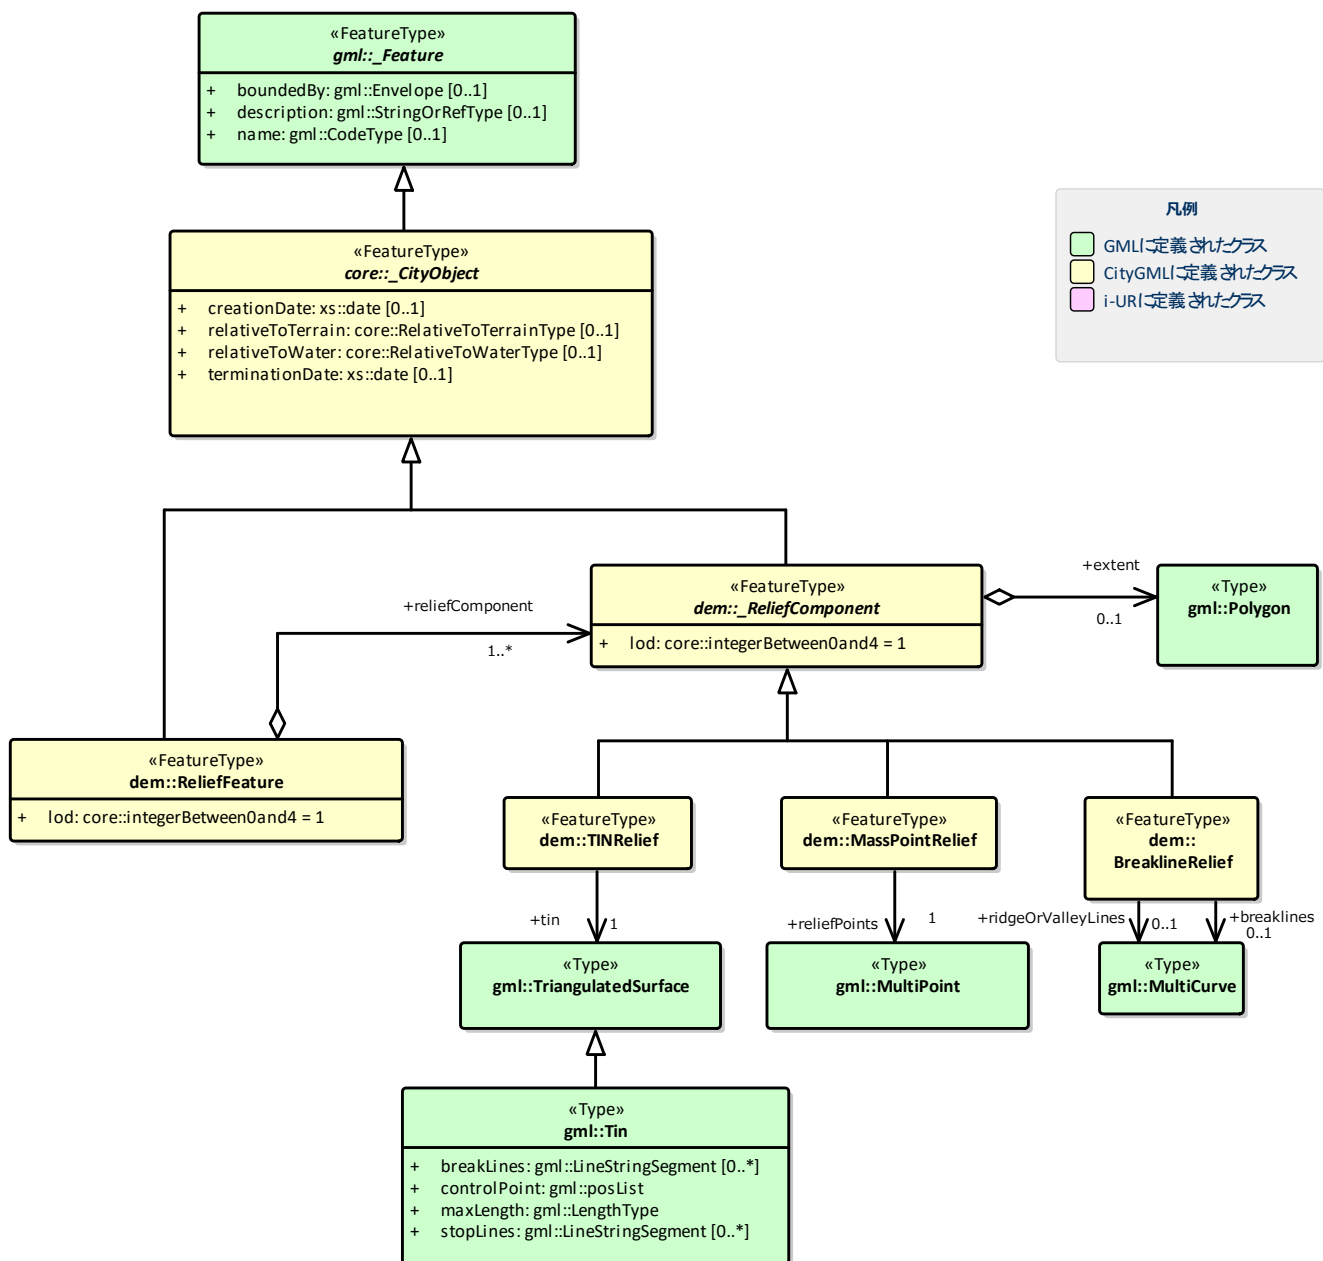 «FeatureType»
gml::_Feature
+ boundedBy: gml::Envelope [0..1]
+ description: gml::StringOrRefType [0..1]
+ name: gml::CodeType [0..1]
凡例
GMLに定義されたクラス
CityGMLに定義されたクラス
i-URに定義されたクラス
«FeatureType»
core::_CityObject
+ creationDate: xs::date [0..1]
+ relativeToTerrain: core::RelativeToTerrainType [0..1]
+ relativeToWater: core::RelativeToWaterType [0..1]
+ terminationDate: xs::date [0..1]
+reliefComponent
1..*
«FeatureType»
dem::_ReliefComponent
+ lod: core::integerBetween0and4 = 1
+extent
0..1
«Type»
gml::Polygon
«FeatureType»
dem::ReliefFeature
+ lod: core::integerBetween0and4 = 1
«FeatureType»
dem::TINRelief
«FeatureType»
dem::MassPointRelief
«FeatureType»
dem::
BreaklineRelief
+tin
1
+reliefPoints
1
+ridgeOrValleyLines
0..1
+breaklines
0..1
«Type»
gml::TriangulatedSurface
«Type»
gml::MultiPoint
«Type»
gml::MultiCurve
«Type»
gml::Tin
+ breakLines: gml::LineStringSegment [0..*]
+ controlPoint: gml::posList
+ maxLength: gml::LengthType
+ stopLines: gml::LineStringSegment [0..*]